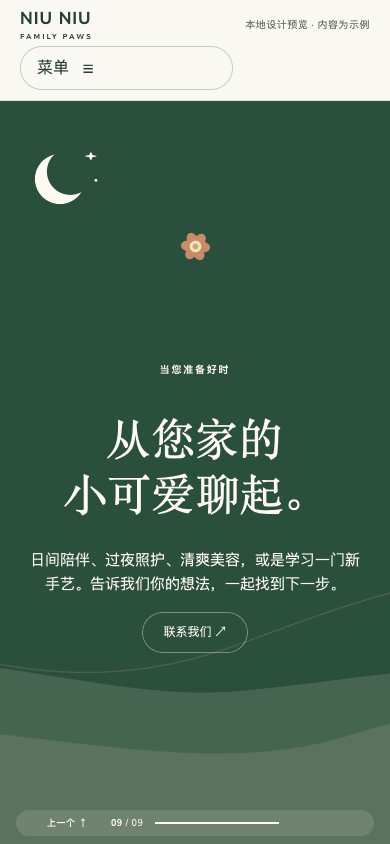 NIU NIU
FAMILY PAWS
本地设计预览 · 内容为示例
菜单 ≡
当您准备好时
从您家的
小可爱聊起。
日间陪伴、过夜照护、清爽美容，或是学习一门新
手艺。告诉我们你的想法，一起找到下一步。
联系我们 ↗
上一个 ↑ 09 / 09